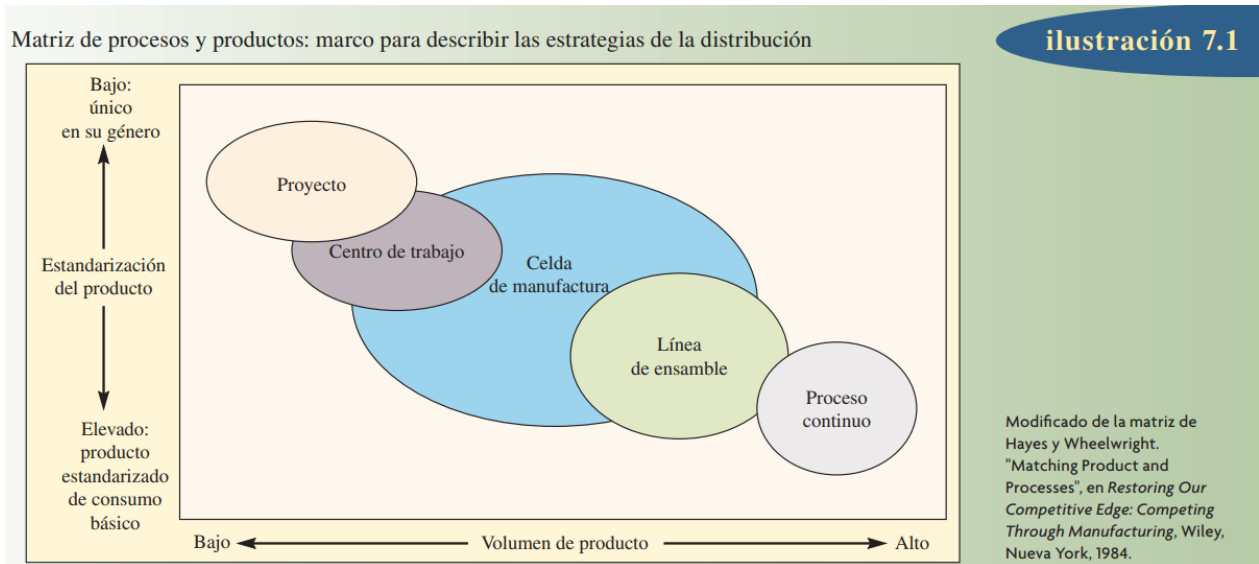 Matriz de procesos y productos: marco para describir las estrategias de la distribución
ilustración 7.1
Bajo:
único
en su género
Estandarización
del producto
Elevado:
producto
estandarizado
de consumo
básico
Proyecto
Centro de trabajo
Celda
de manufactura
Línea
de ensamble
Proceso
continuo
Bajo
Volumen de producto
Alto
Modificado de la matriz de
Hayes y Wheelwright.
"Matching Product and
Processes", en Restoring Our
Competitive Edge: Competing
Through Manufacturing, Wiley,
Nueva York, 1984.